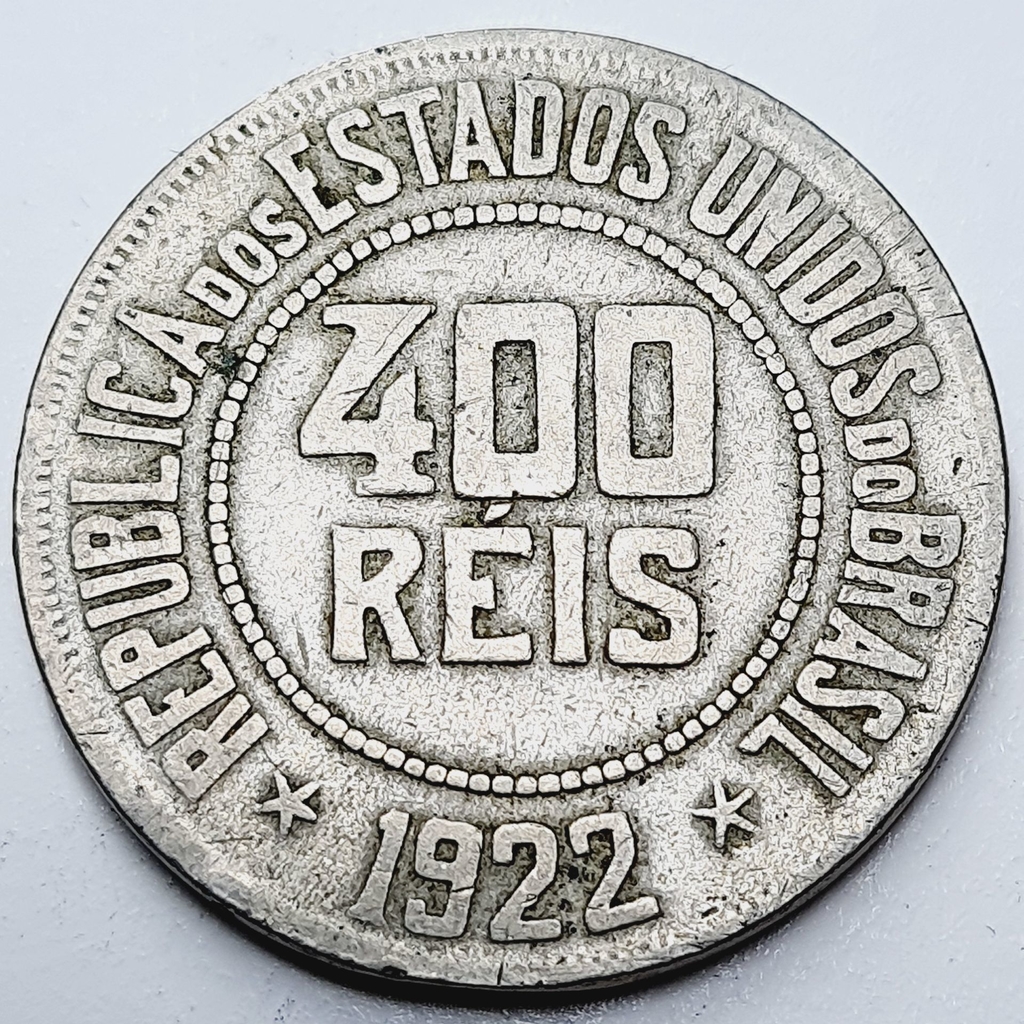 REPUBLICA DOS ESTADOS UNIDOS DO BRASIL
400
RÉIS
1922